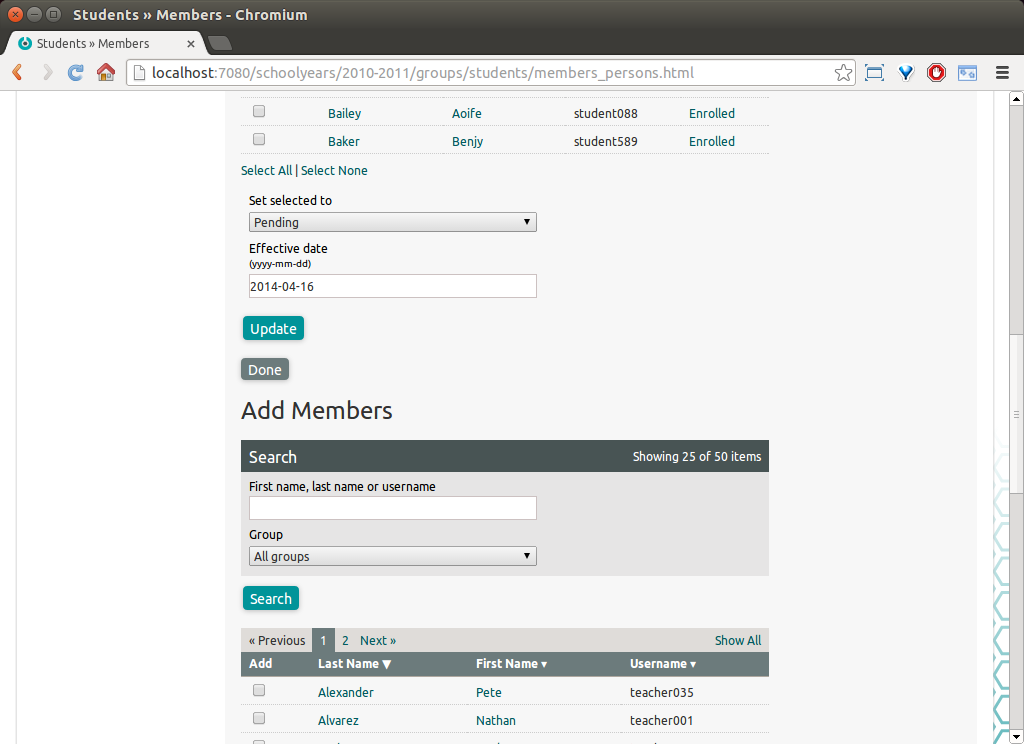 Students » Members - Chromium
Students » Members
localhost:7080/schoolyears/2010-2011/groups/students/members_persons.html
Bailey Aoife student088 Enrolled
Baker Benjy student589 Enrolled
Select All | Select None
Set selected to
Pending
Effective date
(yyyy-mm-dd)
2014-04-16
Update
Done
Add Members
Search Showing 25 of 50 items
First name, last name or username
Group
All groups
Search
« Previous 1 2 Next » Show All
Add Last Name ▼ First Name ▾ Username ▾
Alexander Pete teacher035
Alvarez Nathan teacher001